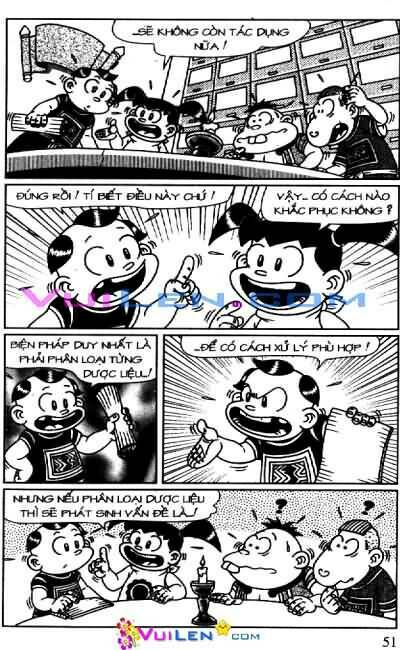 ...SẼ KHÔNG CÒN TÁC DỤNG
NỮA!
ĐÚNG RỒI! TÍ BIẾT ĐIỀU NÀY CHỨ!
VẬY... CÓ CÁCH NÀO
KHẮC PHỤC KHÔNG?
VUILEN.COM
BIỆN PHÁP DUY NHẤT LÀ
PHẢI PHÂN LOẠI TỪNG
DƯỢC LIỆU...!
...ĐỂ CÓ CÁCH XỬ LÝ PHÙ HỢP!
NHƯNG NẾU PHÂN LOẠI DƯỢC LIỆU
THÌ SẼ PHÁT SINH VẤN ĐỀ LÀ...!
?
?
VUILEN.COM
51